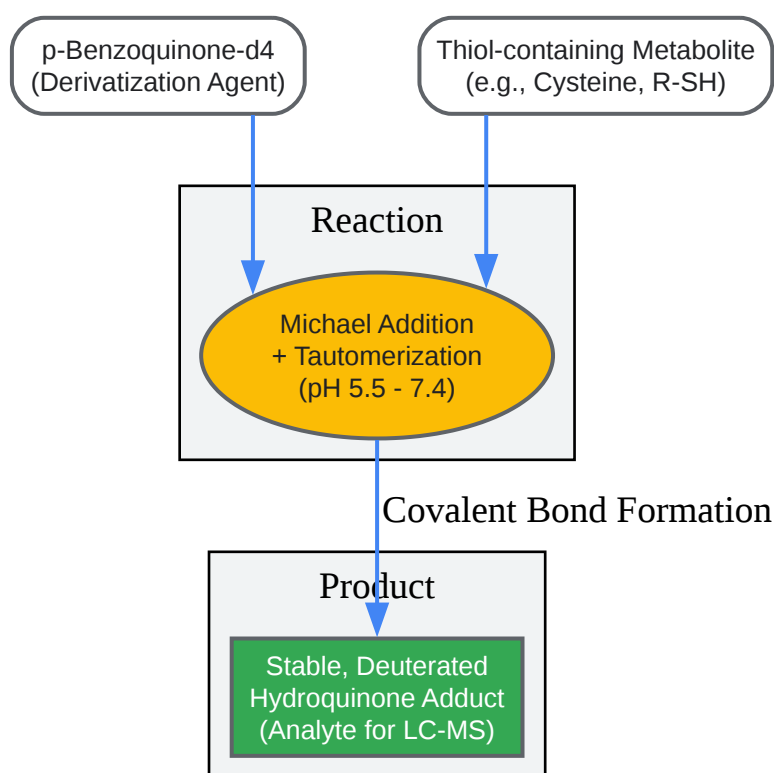 p-Benzoquinone-d4
(Derivatization Agent)
Thiol-containing Metabolite
(e.g., Cysteine, R-SH)
Reaction
Michael Addition
+ Tautomerization
(pH 5.5 - 7.4)
Covalent Bond Formation
Product
Stable, Deuterated
Hydroquinone Adduct
(Analyte for LC-MS)